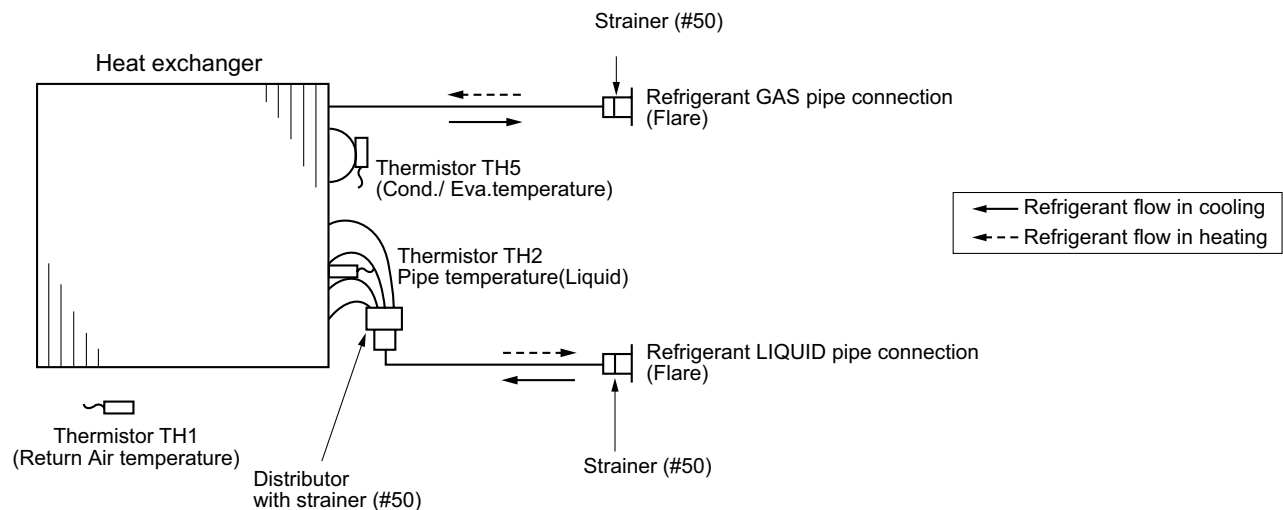 Strainer (#50)
Heat exchanger
Refrigerant GAS pipe connection
(Flare)
Thermistor TH5
(Cond./ Eva.temperature)
Refrigerant flow in cooling
Refrigerant flow in heating
Thermistor TH2
Pipe temperature(Liquid)
Refrigerant LIQUID pipe connection
(Flare)
Thermistor TH1
(Return Air temperature)
Distributor
with strainer (#50)
Strainer (#50)